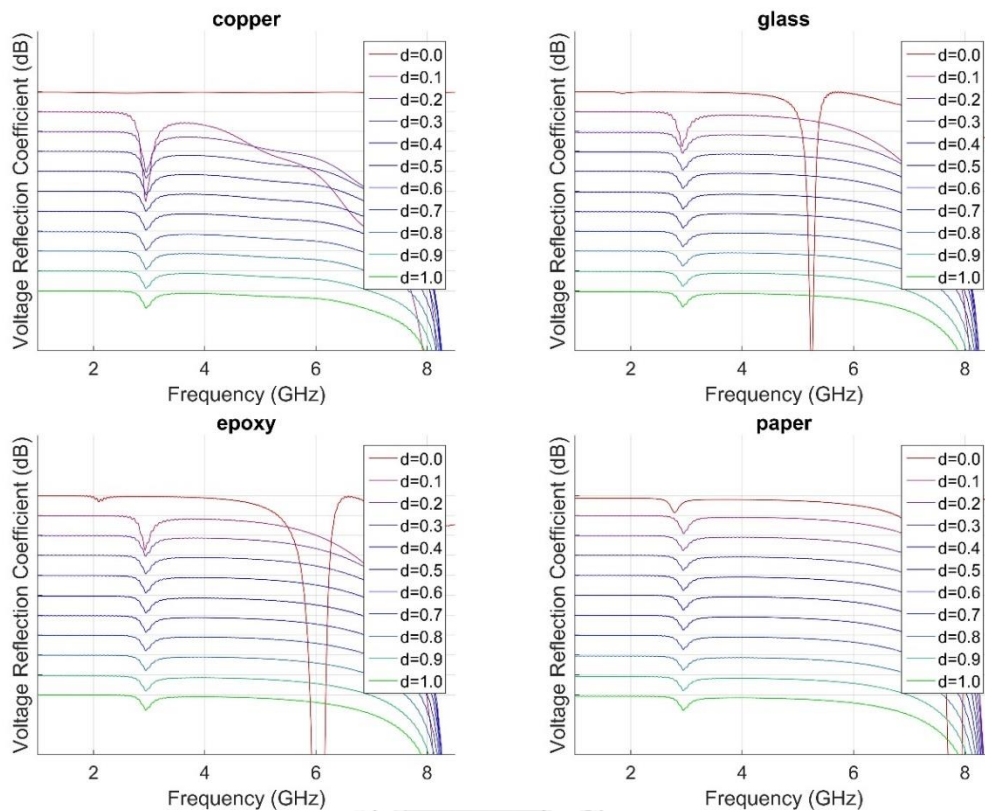 copper
Voltage Reflection Coefficient (dB)
d=0.0
d=0.1
d=0.2
d=0.3
d=0.4
d=0.5
d=0.6
d=0.7
d=0.8
d=0.9
d=1.0
2
4
6
8
Frequency (GHz)
glass
Voltage Reflection Coefficient (dB)
d=0.0
d=0.1
d=0.2
d=0.3
d=0.4
d=0.5
d=0.6
d=0.7
d=0.8
d=0.9
d=1.0
2
4
6
8
Frequency (GHz)
epoxy
Voltage Reflection Coefficient (dB)
d=0.0
d=0.1
d=0.2
d=0.3
d=0.4
d=0.5
d=0.6
d=0.7
d=0.8
d=0.9
d=1.0
2
4
6
8
Frequency (GHz)
paper
Voltage Reflection Coefficient (dB)
d=0.0
d=0.1
d=0.2
d=0.3
d=0.4
d=0.5
d=0.6
d=0.7
d=0.8
d=0.9
d=1.0
2
4
6
8
Frequency (GHz)